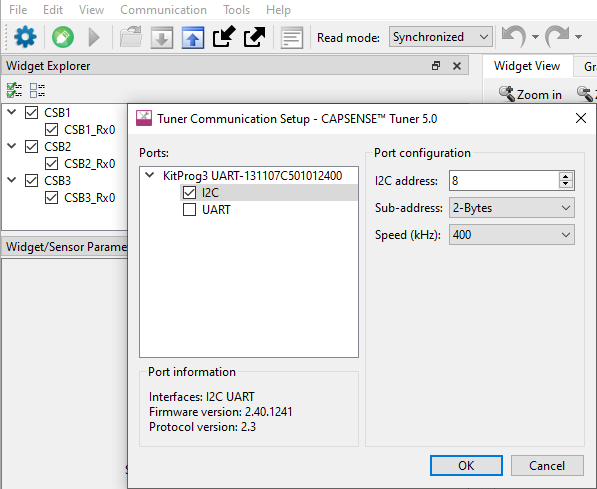 File Edit View Communication Tools Help
Read mode: Synchronized
Widget Explorer
Widget View
Zoom in
CSB1
CSB1_Rx0
CSB2
CSB2_Rx0
CSB3
CSB3_Rx0
Widget/Sensor Parame
Tuner Communication Setup - CAPSENSE™ Tuner 5.0
Ports:
KitProg3 UART-131107C501012400
I2C
UART
Port configuration
I2C address: 8
Sub-address: 2-Bytes
Speed (kHz): 400
Port information
Interfaces: I2C UART
Firmware version: 2.40.1241
Protocol version: 2.3
OK Cancel